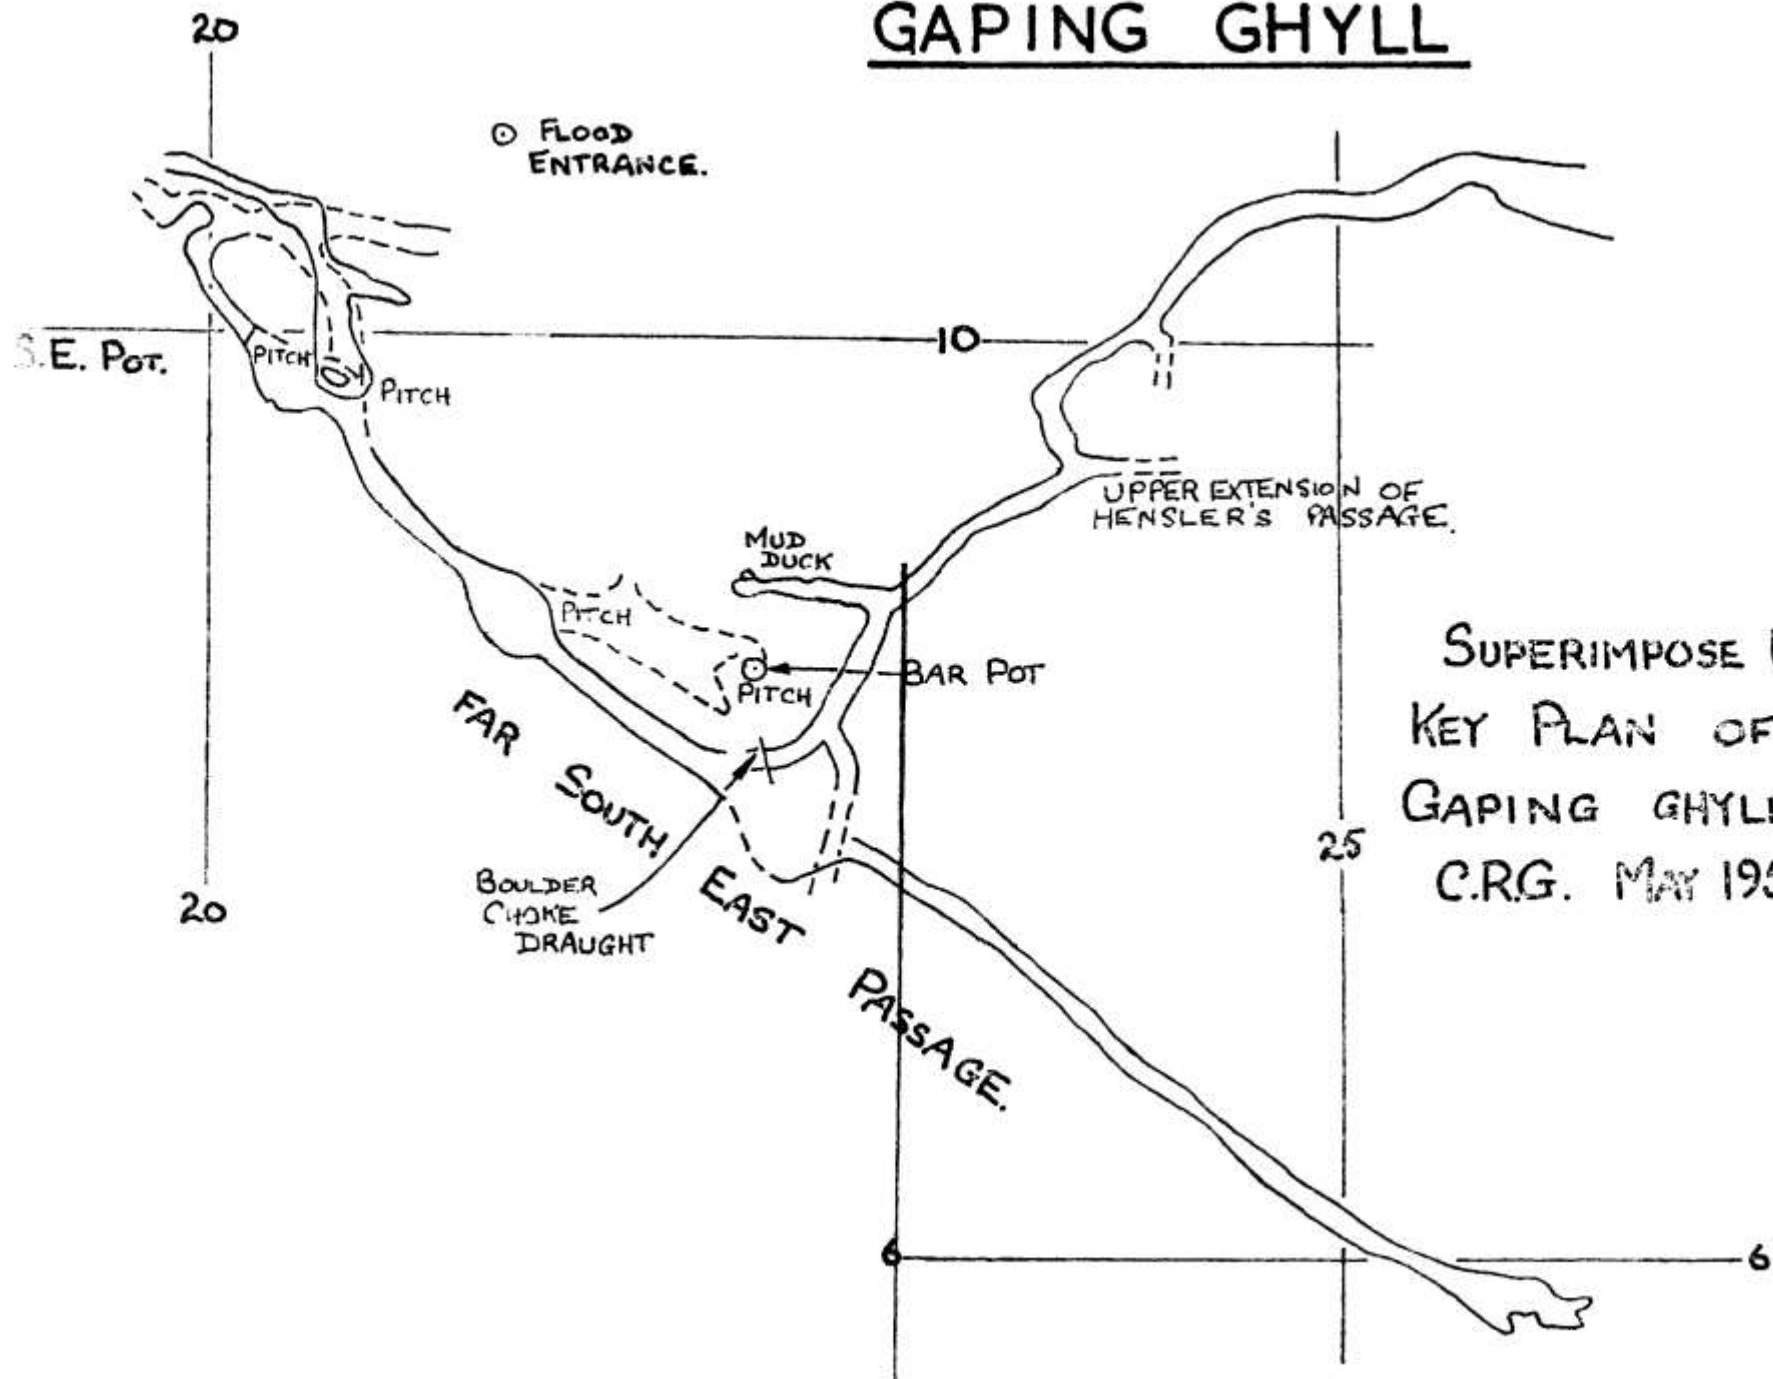 GAPING GHYLL
20
FLOOD
ENTRANCE.
10
S.E. POT.
PITCH
PITCH
UPPER EXTENSION OF
HENSLER'S PASSAGE.
MUD
DUCK
PITCH
BAR POT
PITCH
SUPERIMPOSE
KEY PLAN OF
GAPING GHYLL
C.R.G. MAY 195
FAR SOUTH EAST PASSAGE.
25
BOULDER
CHOKE
DRAUGHT
20
6
6